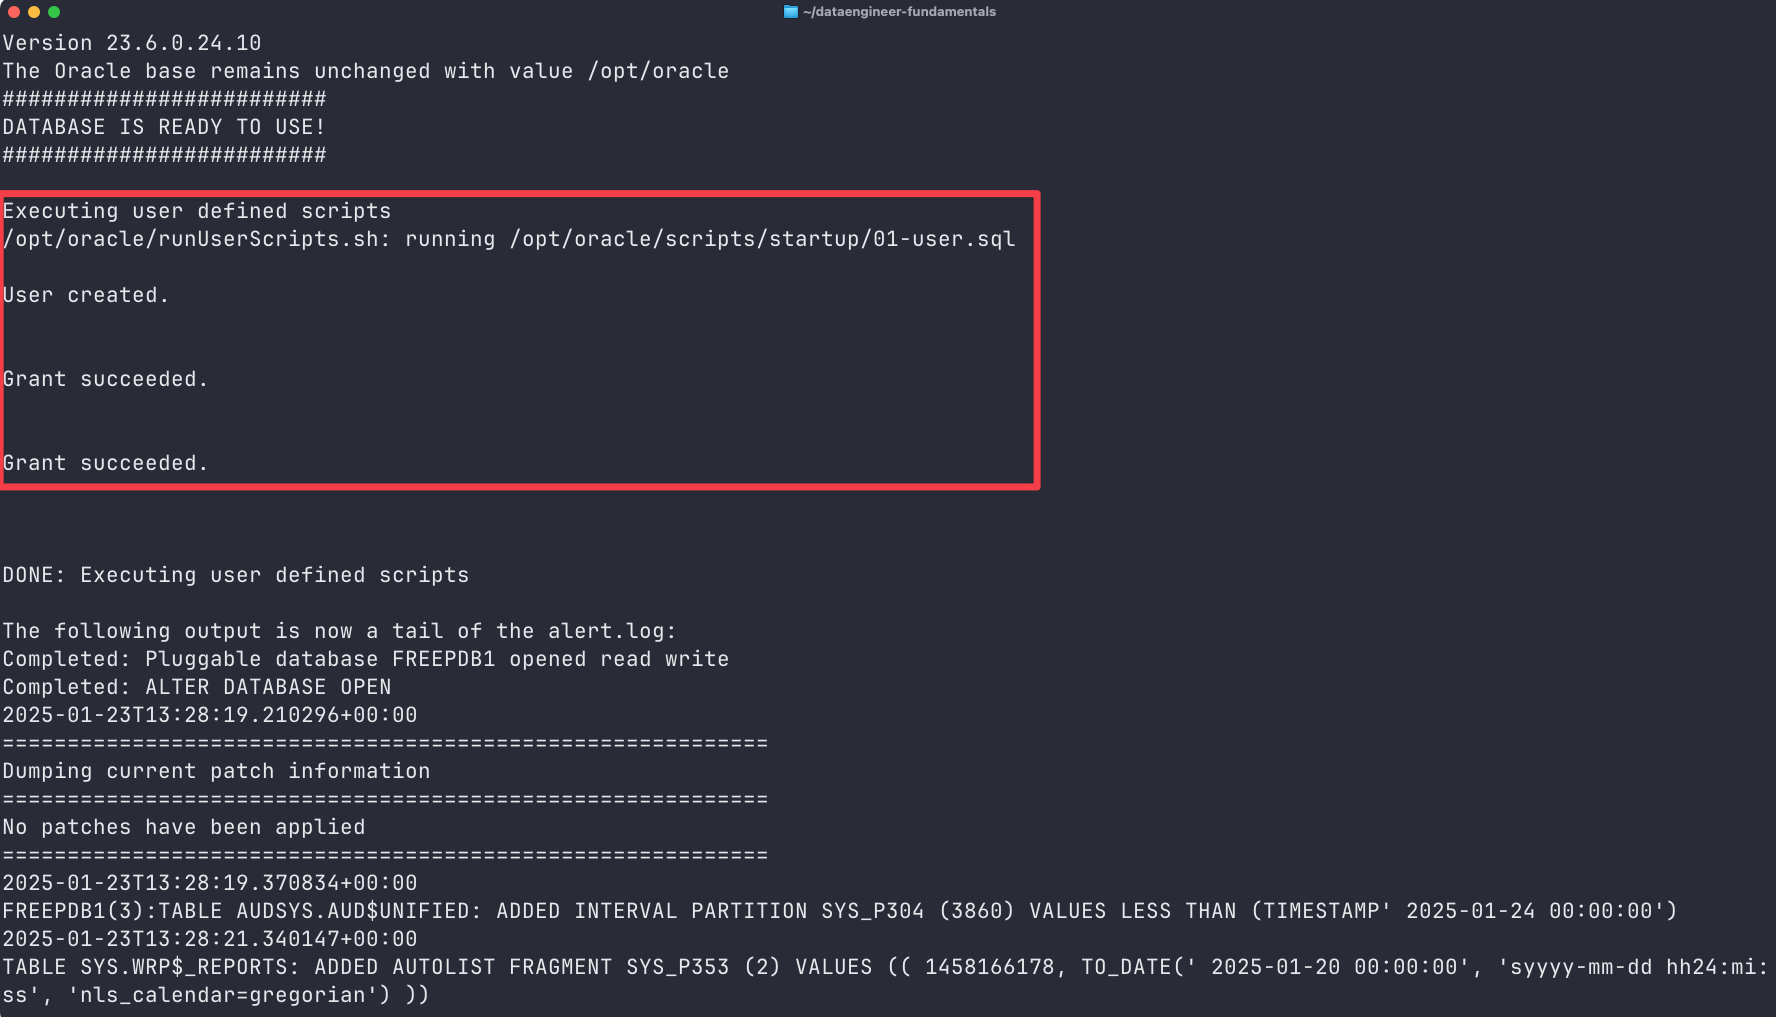 ~/dataengineer-fundamentals
Version 23.6.0.24.10
The Oracle base remains unchanged with value /opt/oracle
#########################
DATABASE IS READY TO USE!
#########################
Executing user defined scripts
/opt/oracle/runUserScripts.sh: running /opt/oracle/scripts/startup/01-user.sql
User created.
Grant succeeded.
Grant succeeded.
DONE: Executing user defined scripts
The following output is now a tail of the alert.log:
Completed: Pluggable database FREEPDB1 opened read write
Completed: ALTER DATABASE OPEN
2025-01-23T13:28:19.210296+00:00
===========================================================
Dumping current patch information
===========================================================
No patches have been applied
===========================================================
2025-01-23T13:28:19.370834+00:00
FREEPDB1(3):TABLE AUDSYS.AUD$UNIFIED: ADDED INTERVAL PARTITION SYS_P304 (3860) VALUES LESS THAN (TIMESTAMP' 2025-01-24 00:00:00')
2025-01-23T13:28:21.340147+00:00
TABLE SYS.WRP$_REPORTS: ADDED AUTOLIST FRAGMENT SYS_P353 (2) VALUES (( 1458166178, TO_DATE(' 2025-01-20 00:00:00', 'syyyy-mm-dd hh24:mi:
ss', 'nls_calendar=gregorian') ))